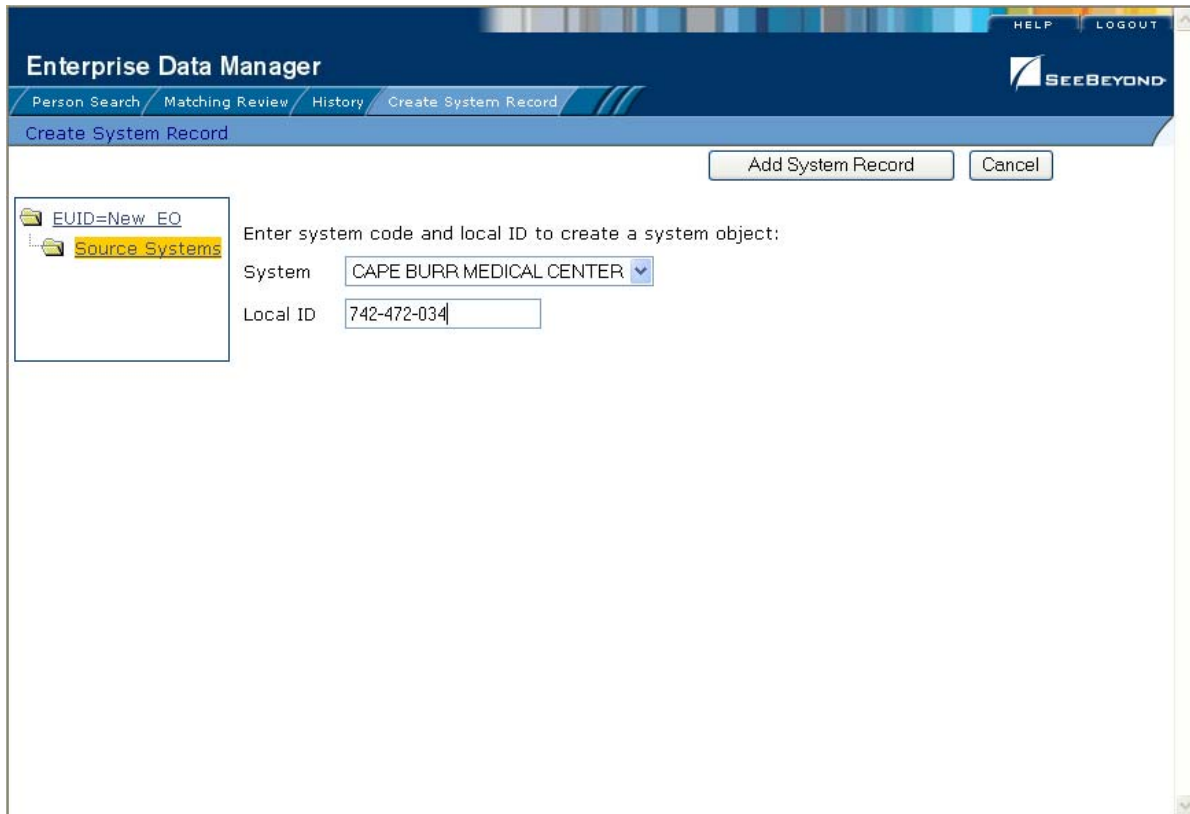 HELP LOGOUT
Enterprise Data Manager
SEEBEYOND
Person Search Matching Review History Create System Record
Create System Record
Add System Record Cancel
EUID=New EO
Source Systems
Enter system code and local ID to create a system object:
System CAPE BURR MEDICAL CENTER
Local ID 742-472-034